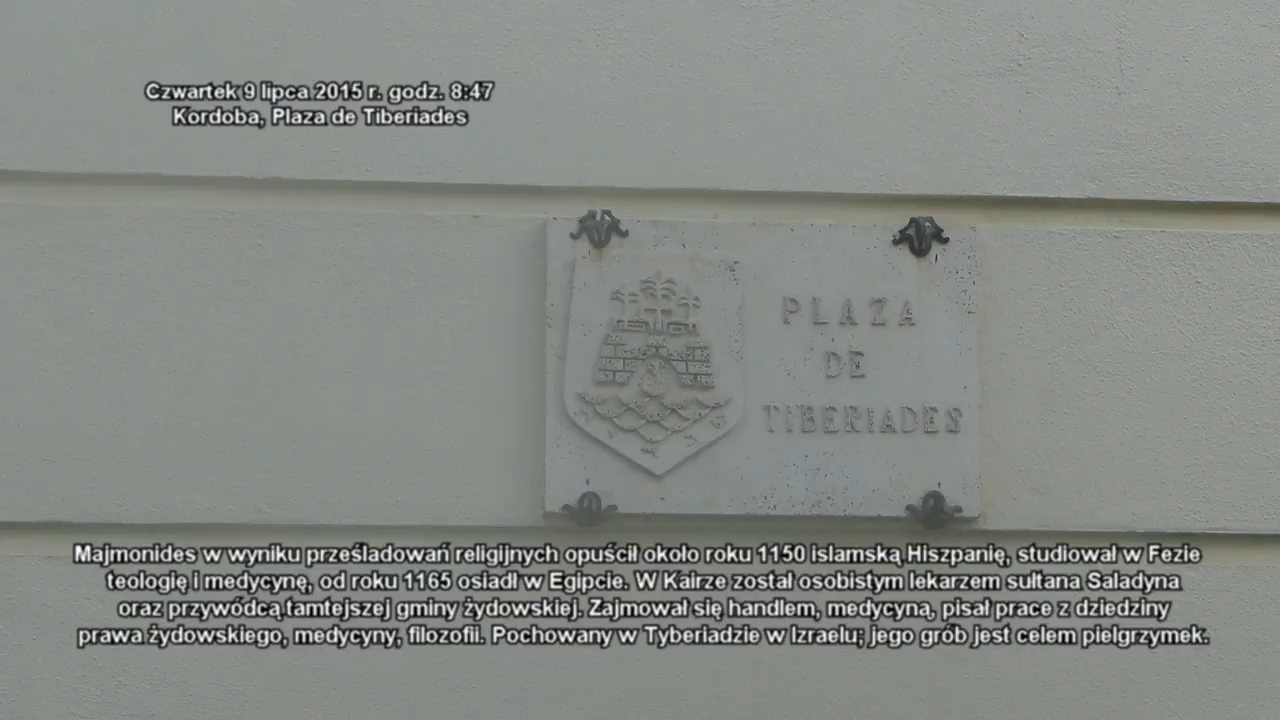 Czwartek 9 lipca 2015 r. godz. 8:47
Kordoba, Plaza de Tiberiades
PLAZA
DE
TIBERIADES
Majmonides w wyniku prześladowań religijnych opuścił około roku 1150 islamską Hiszpanię, studiował w Fezie
teologię i medycynę, od roku 1165 osiadł w Egipcie. W Kairze został osobistym lekarzem sułtana Saladyna
oraz przywódcą tamtejszej gminy żydowskiej. Zajmował się handlem, medycyną, pisał prace z dziedziny
prawa żydowskiego, medycyny, filozofii. Pochowany w Tyberiadzie w Izraelu; jego grób jest celem pielgrzymek.